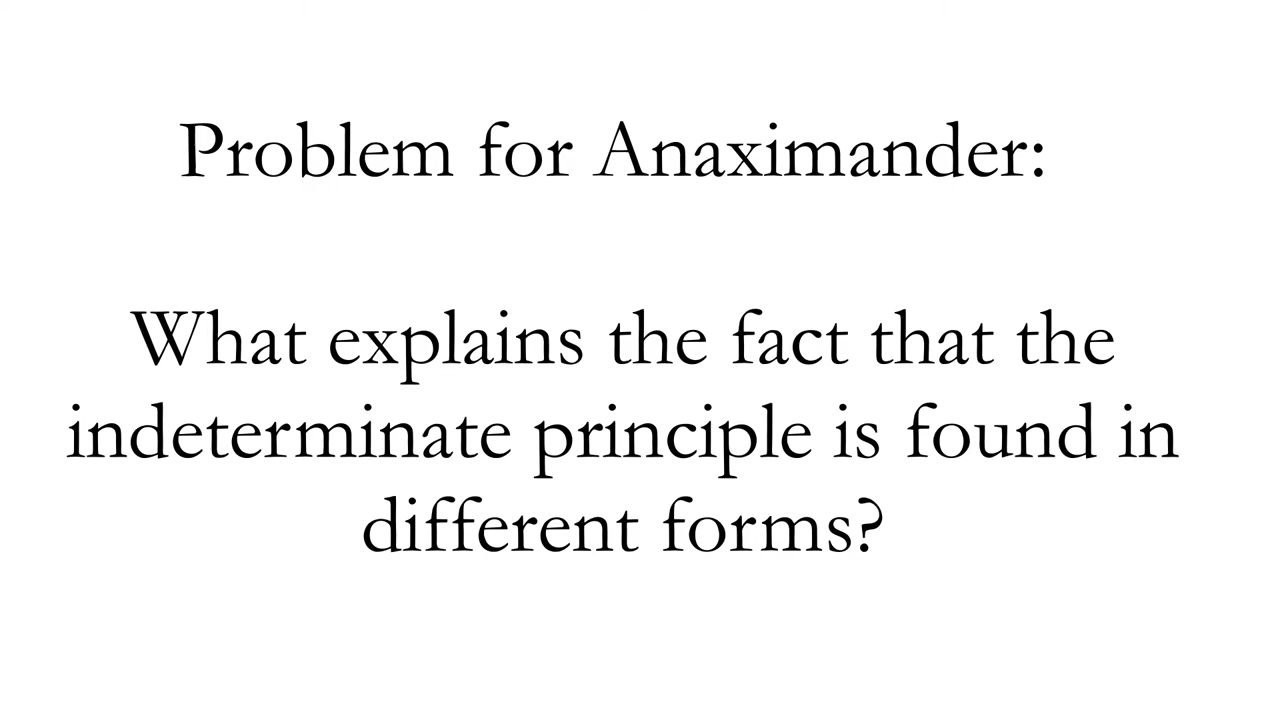 Problem for Anaximander:
What explains the fact that the
indeterminate principle is found in
different forms?